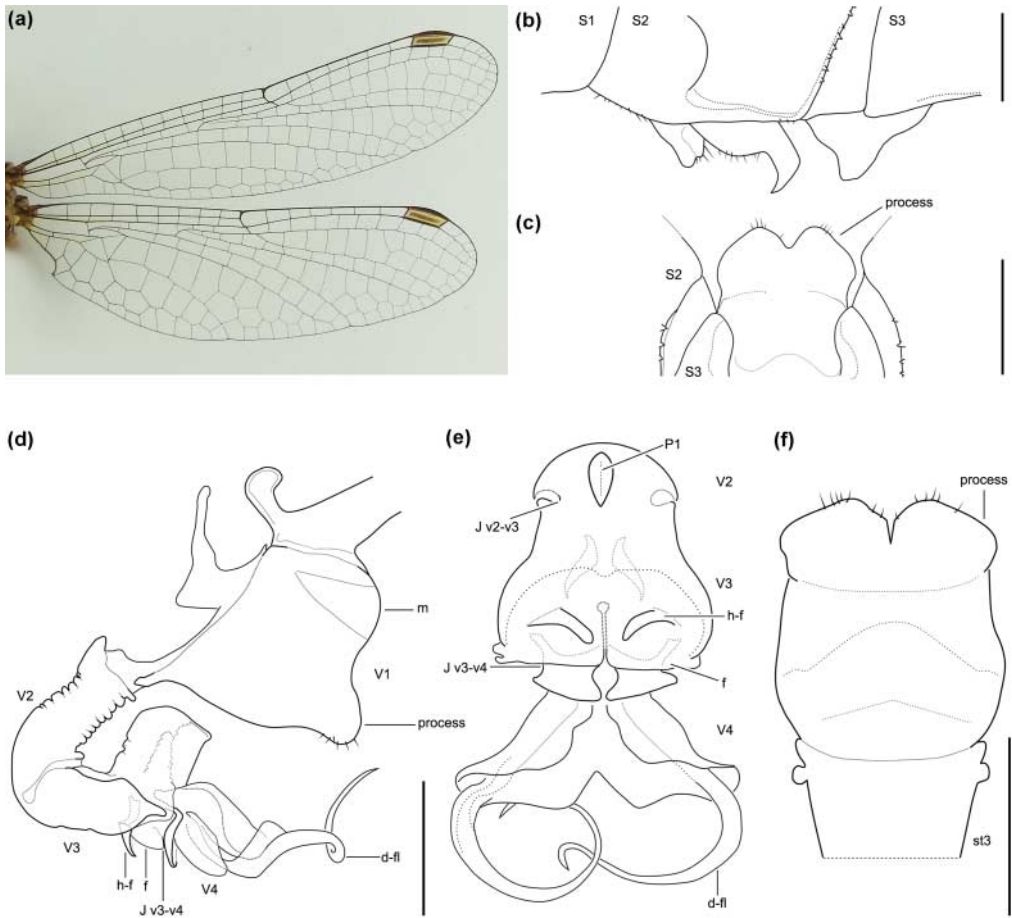 (a)
(b)
S1 S2 S3
(c)
process
S2
S3
(d)
m
V1
V2
process
V3
h-f f
V4
d-fl
J v3-v4
(e)
P1
V2
J v2-v3
V3
h-f
J v3-v4
f
V4
d-fl
(f)
process
st3